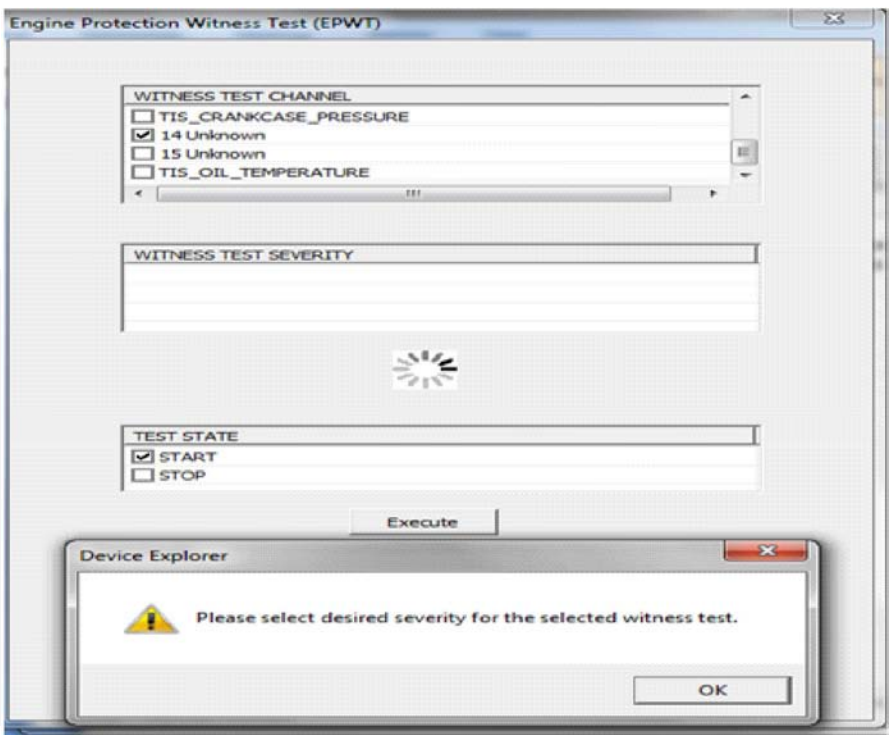 Engine Protection Witness Test (EPWT)
WITNESS TEST CHANNEL
TIS_CRANKCASE_PRESSURE
14 Unknown
15 Unknown
TIS_OIL_TEMPERATURE
WITNESS TEST SEVERITY
TEST STATE
START
STOP
Execute
Device Explorer
Please select desired severity for the selected witness test.
OK